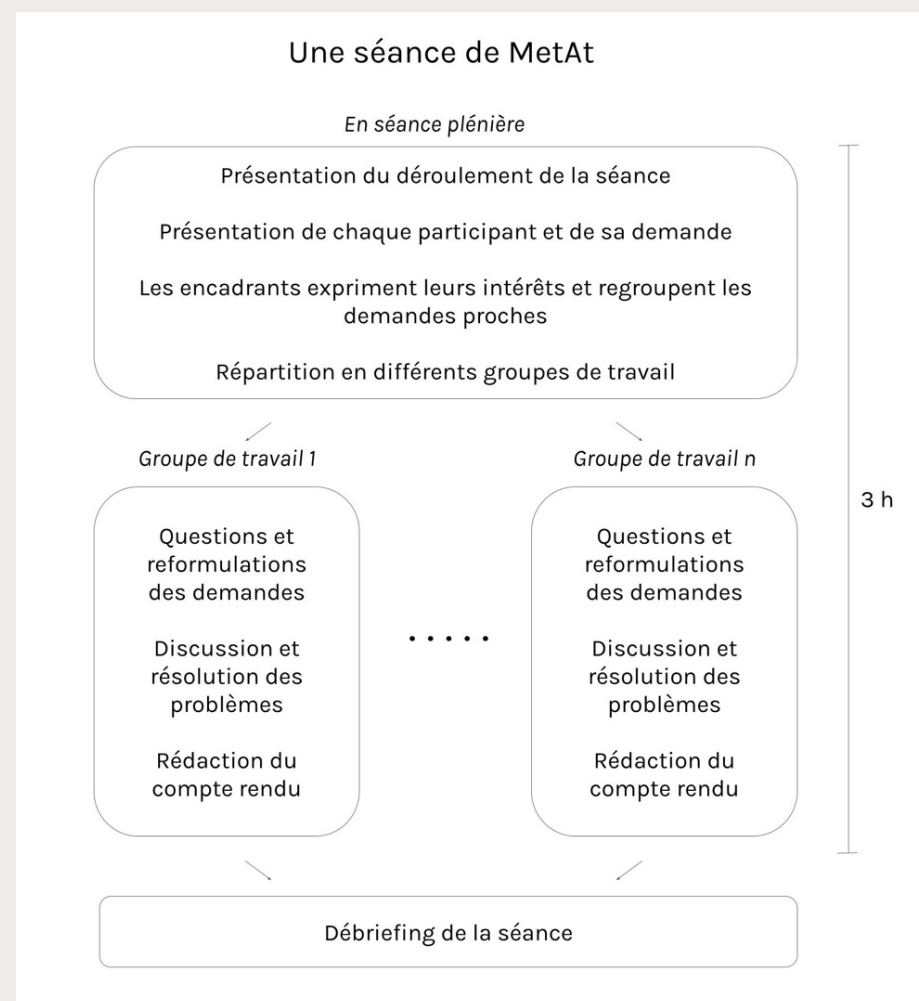 Une séance de MetAt
En séance plénière
Présentation du déroulement de la séance
Présentation de chaque participant et de sa demande
Les encadrants expriment leurs intérêts et regroupent les
demandes proches
Répartition en différents groupes de travail
Groupe de travail 1
Questions et
reformulations
des demandes
Discussion et
résolution des
problèmes
Rédaction du
compte rendu
.....
Groupe de travail n
Questions et
reformulations
des demandes
Discussion et
résolution des
problèmes
Rédaction du
compte rendu
3 h
Débriefing de la séance